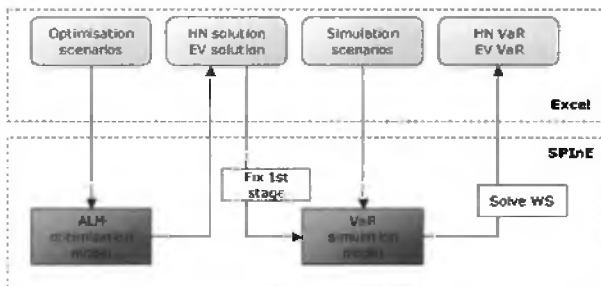 Optimisation
scenarios
HN solution
EV solution
Simulation
scenarios
HN VaR
EV VaR
Excel
SPInE
Fix 1st
stage
Solve WS
ALM
optimisation
model
VaR
simulation
model